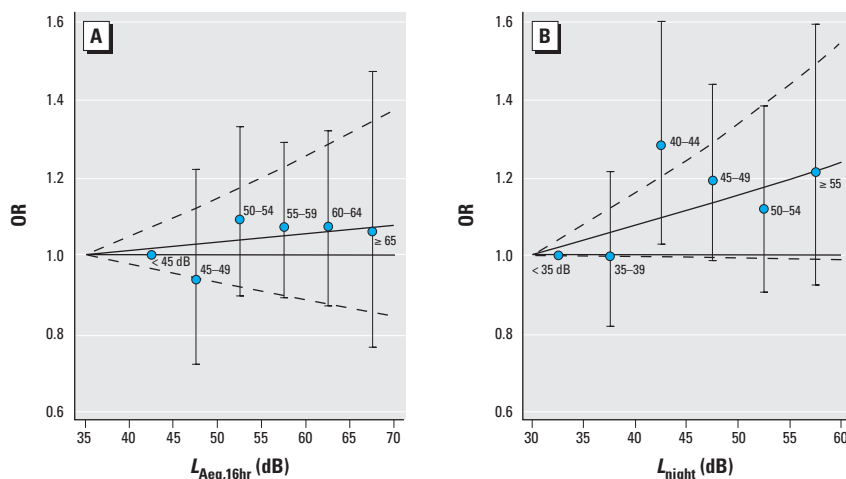 A
1.6
1.4
1.2
1.0
0.8
0.6
OR
50–54
55–59
60–64
≥ 65
< 45 dB
45–49
35 40 45 50 55 60 65 70
LAeq,16hr (dB)
B
1.6
1.4
1.2
1.0
0.8
0.6
OR
40–44
45–49
50–54
≥ 55
< 35 dB
35–39
30 35 40 45 50 55 60
Lnight (dB)